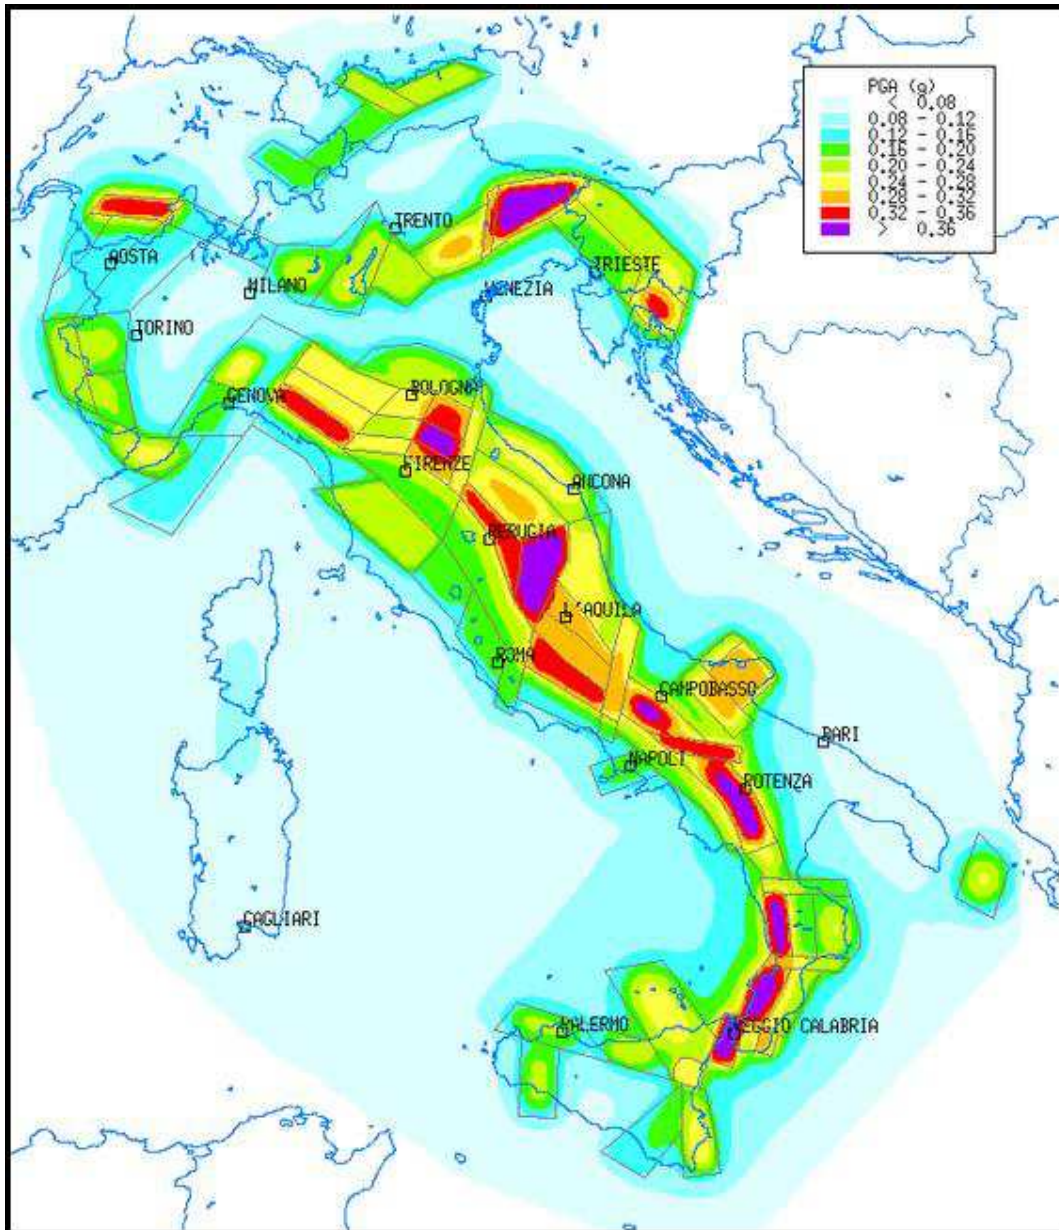 PGA (g)
< 0.08
0.08 - 0.12
0.12 - 0.16
0.16 - 0.20
0.20 - 0.24
0.24 - 0.28
0.28 - 0.32
0.32 - 0.36
> 0.36
TRENTO
AOSTA
TRIESTE
MILANO
VENEZIA
TORINO
BOLOGNA
GENOVA
FIRENZE
ANCONA
PERUGIA
L'AQUILA
ROMA
CAMPOBASSO
BARI
NAPOLI
POTENZA
CAGLIARI
PALERMO
REGGIO CALABRIA